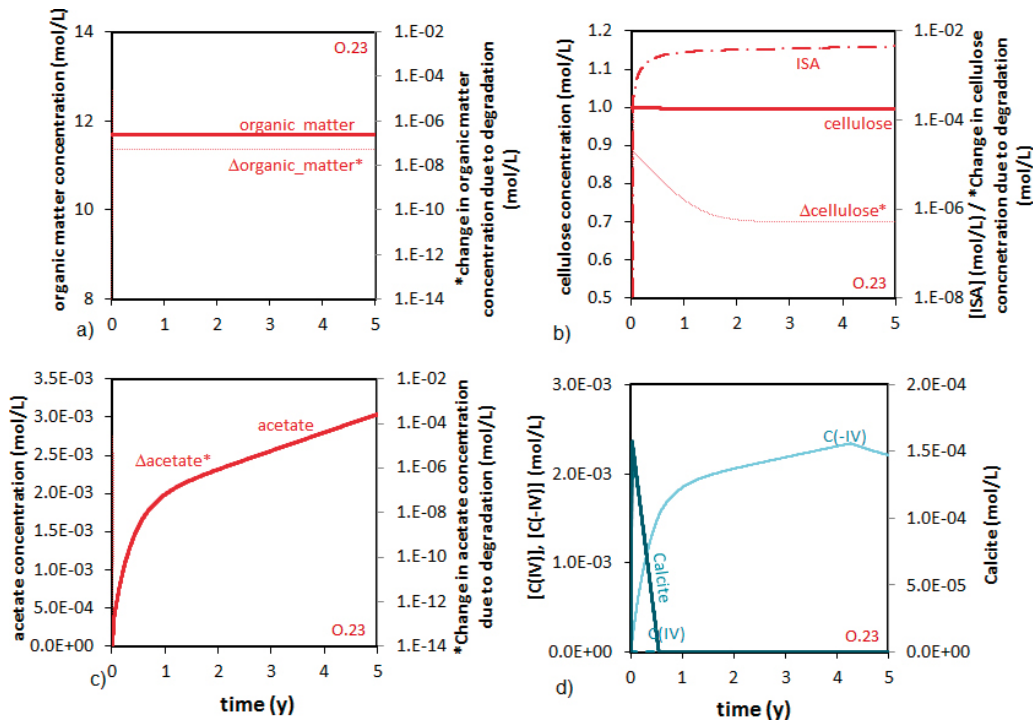 organic matter concentration (mol/L)
14
12
10
8
O.23
organic_matter
Δorganic_matter*
1.E-02
1.E-04
1.E-06
1.E-08
1.E-10
1.E-12
1.E-14
*change in organic matter
concentration due to degradation
(mol/L)
0 1 2 3 4 5
a)
cellulose concentration (mol/L)
1.2
1.1
1.0
0.9
0.8
0.7
0.6
0.5
ISA
cellulose
Δcellulose*
O.23
1.E-02
1.E-04
1.E-06
1.E-08
[ISA] (mol/L) / *Change in cellulose
concnetration due to degradation
(mol/L)
0 1 2 3 4 5
b)
acetate concentration (mol/L)
3.5E-03
3.0E-03
2.5E-03
2.0E-03
1.5E-03
1.0E-03
5.0E-04
0.0E+00
acetate
Δacetate*
O.23
1.E-02
1.E-04
1.E-06
1.E-08
1.E-10
1.E-12
1.E-14
*Change in acetate concentration
due to degradation (mol/L)
0 1 2 3 4 5
c)
time (y)
[C(IV)], [C(-IV)] (mol/L)
3.0E-03
2.0E-03
1.0E-03
0.0E+00
C(-IV)
Calcite
C(IV)
O.23
2.0E-04
1.5E-04
1.0E-04
5.0E-05
0.0E+00
Calcite (mol/L)
0 1 2 3 4 5
d)
time (y)